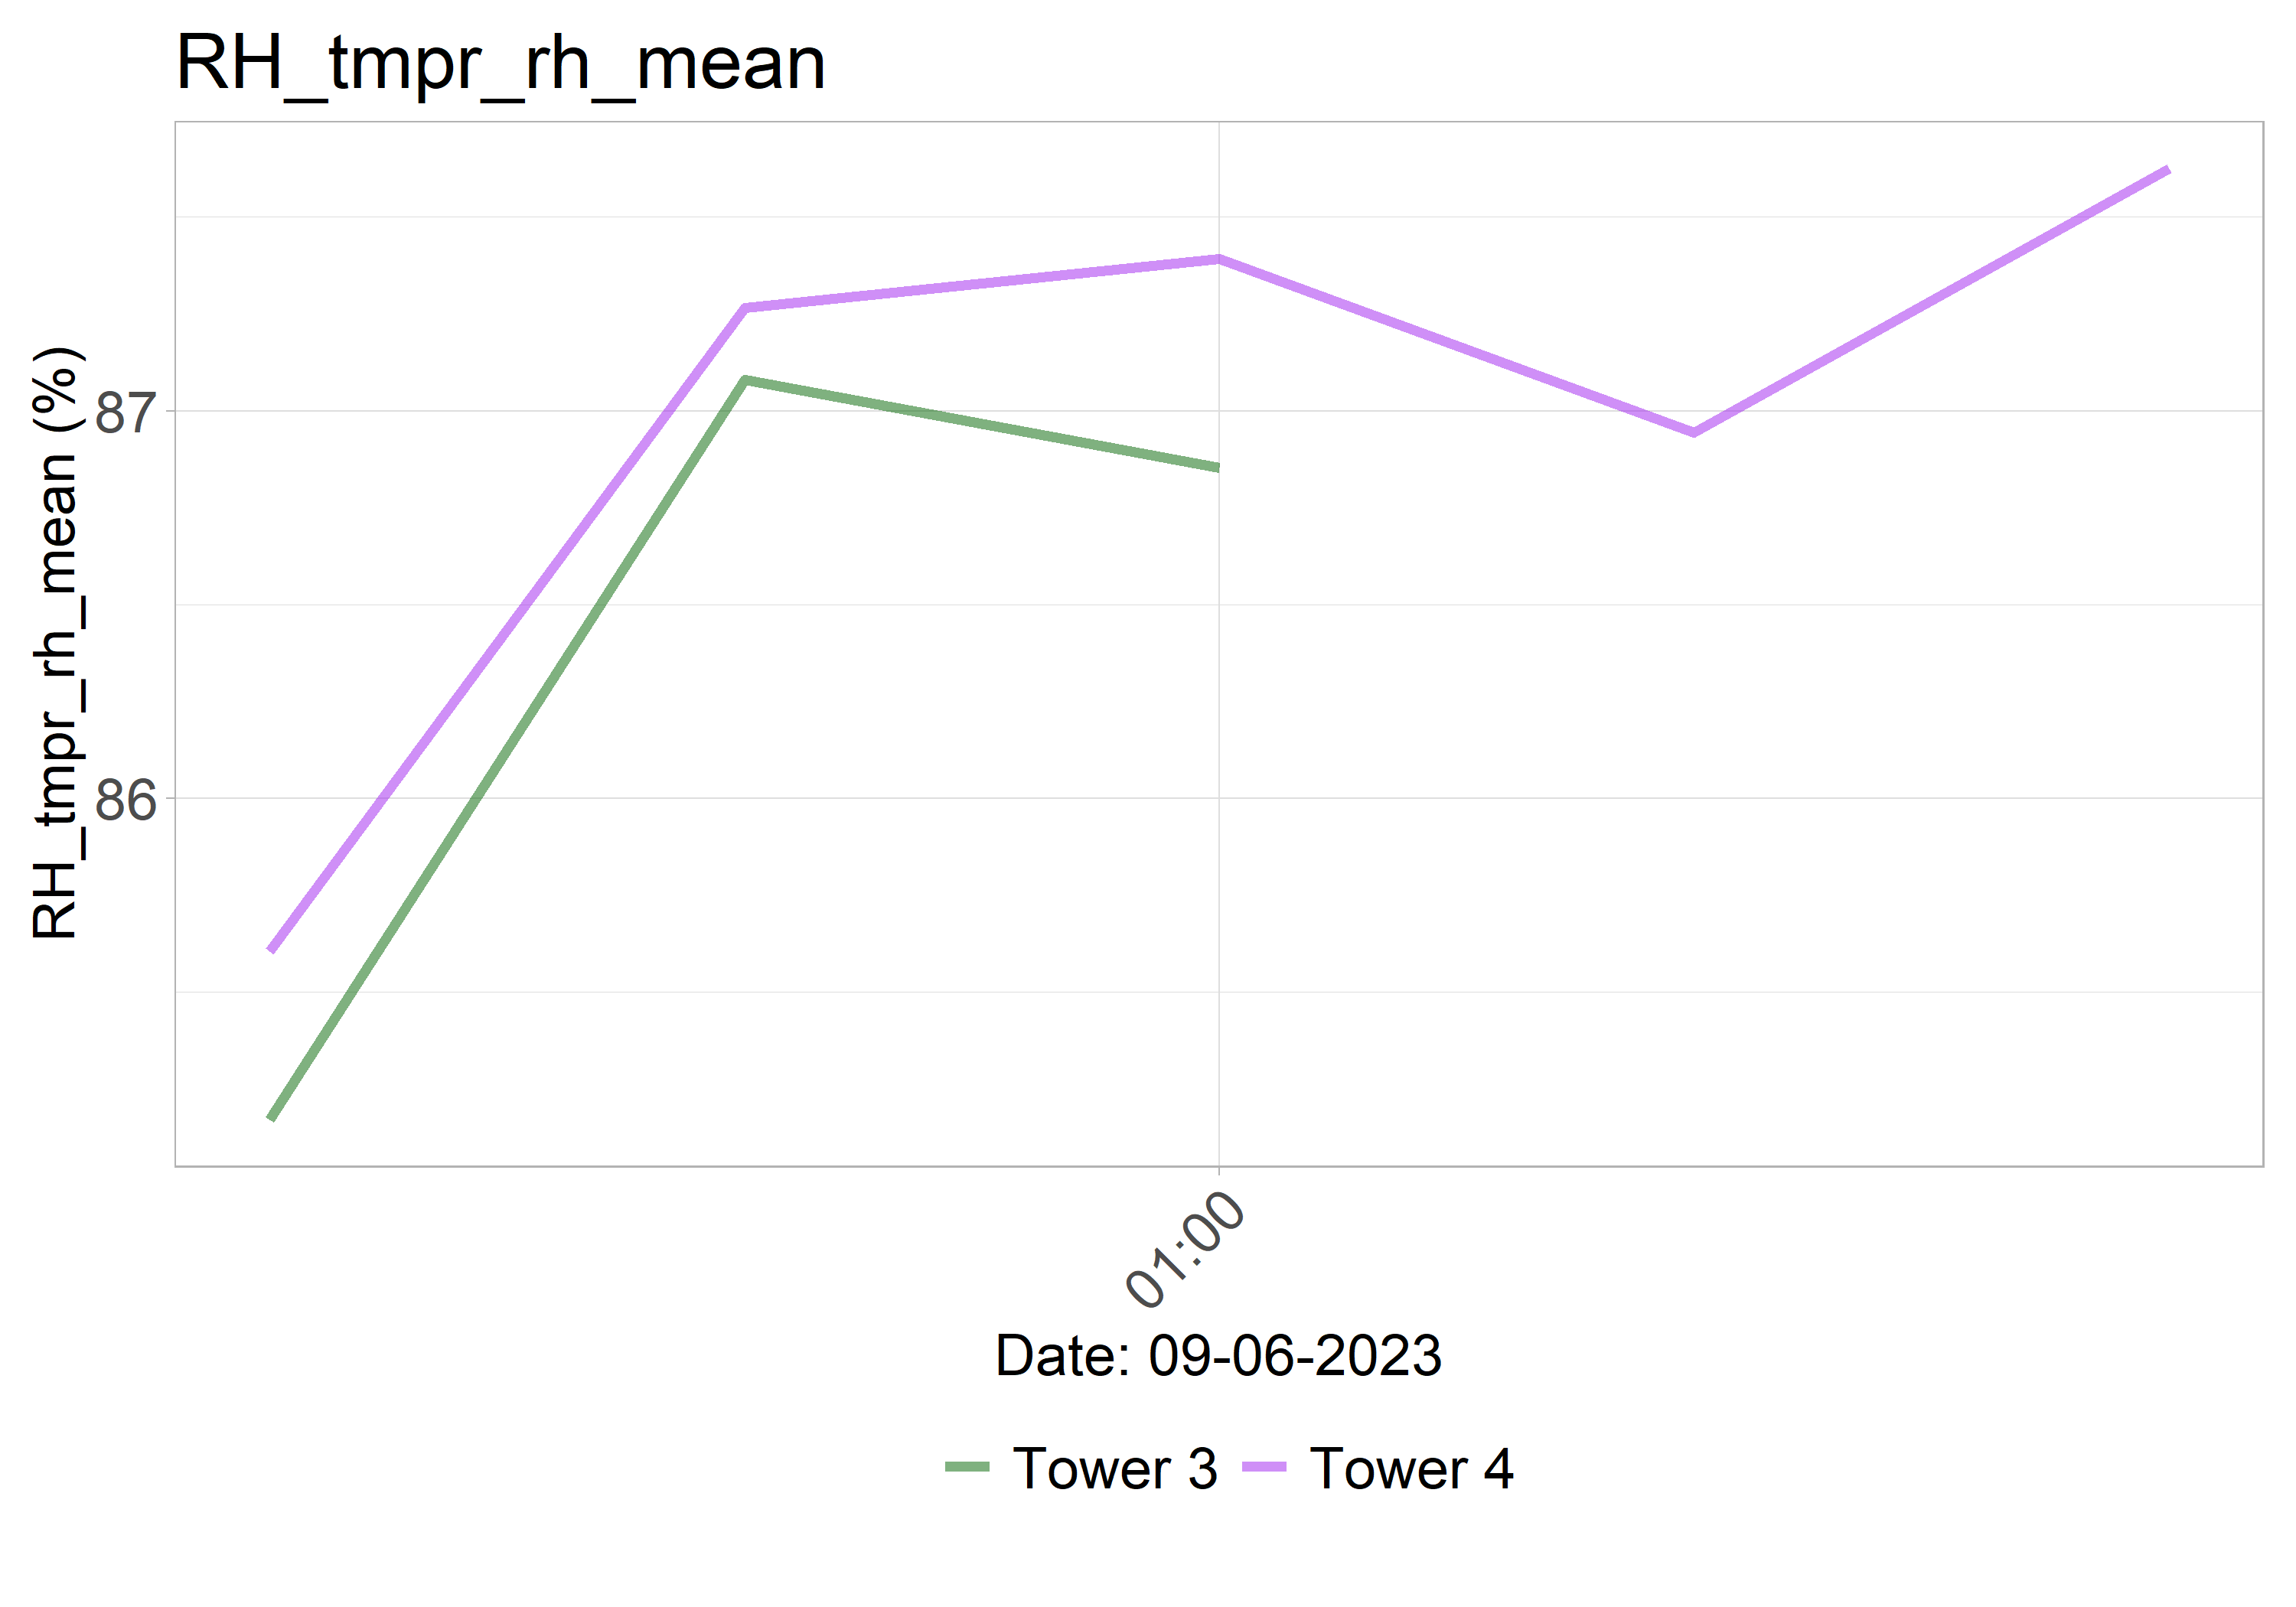 RH_tmpr_rh_mean
RH_tmpr_rh_mean (%)
87
86
01:00
Date: 09-06-2023
Tower 3 Tower 4